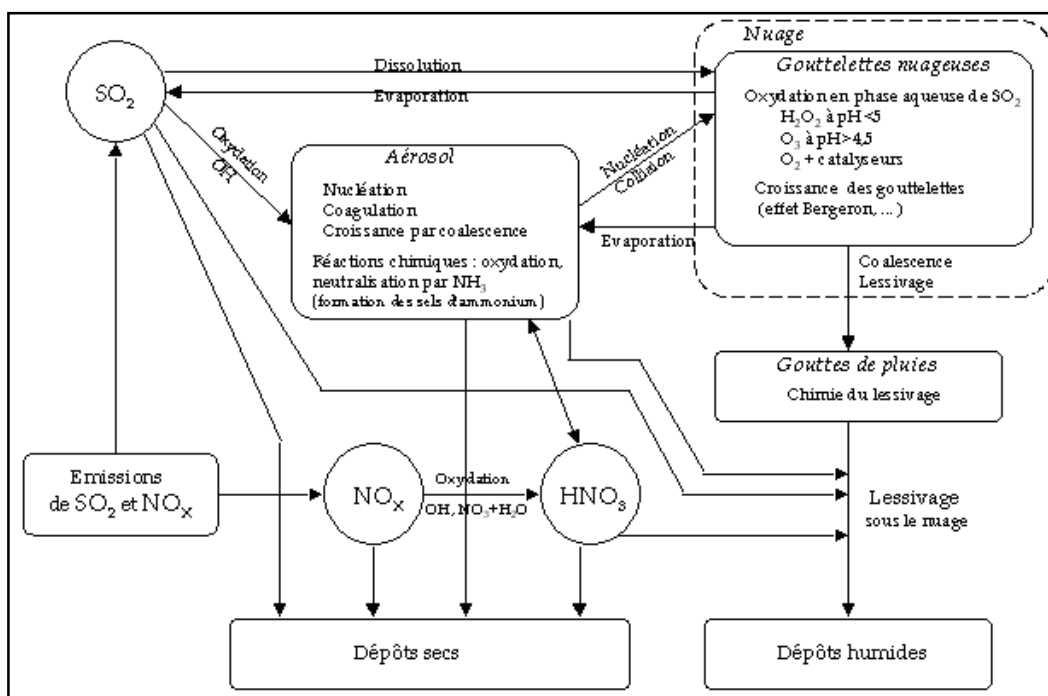 Nuage
Dissolution
Gouttelettes nuageuses
SO₂
Evaporation
Oxydation en phase aqueuse de SO₂
H₂O₂ à pH<5
O₃ à pH>4,5
O₂ + catalyseurs
Croissance des gouttelettes
(effet Bergeron, ...)
Oxydation
OH
Aérosol
Nucléation
Coagulation
Croissance par coalescence
Réactions chimiques : oxydation,
neutralisation par NH₃
(formation des sels d'ammonium)
Nucléation
Collision
Evaporation
Coalescence
Lessivage
Gouttes de pluies
Chimie du lessivage
Emissions
de SO₂ et NOX
NOX
Oxydation
OH, NO₃+H₂O
HNO₃
Lessivage
sous le nuage
Dépôts secs
Dépôts humides